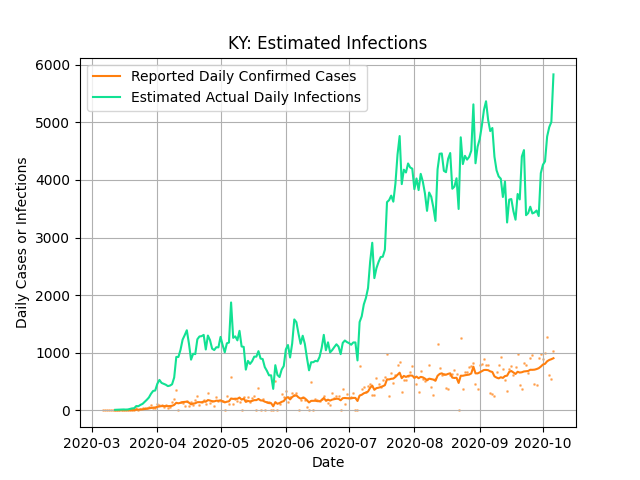 KY: Estimated Infections
Reported Daily Confirmed Cases
Estimated Actual Daily Infections
Daily Cases or Infections
6000
5000
4000
3000
2000
1000
0
2020-03 2020-04 2020-05 2020-06 2020-07 2020-08 2020-09 2020-10
Date